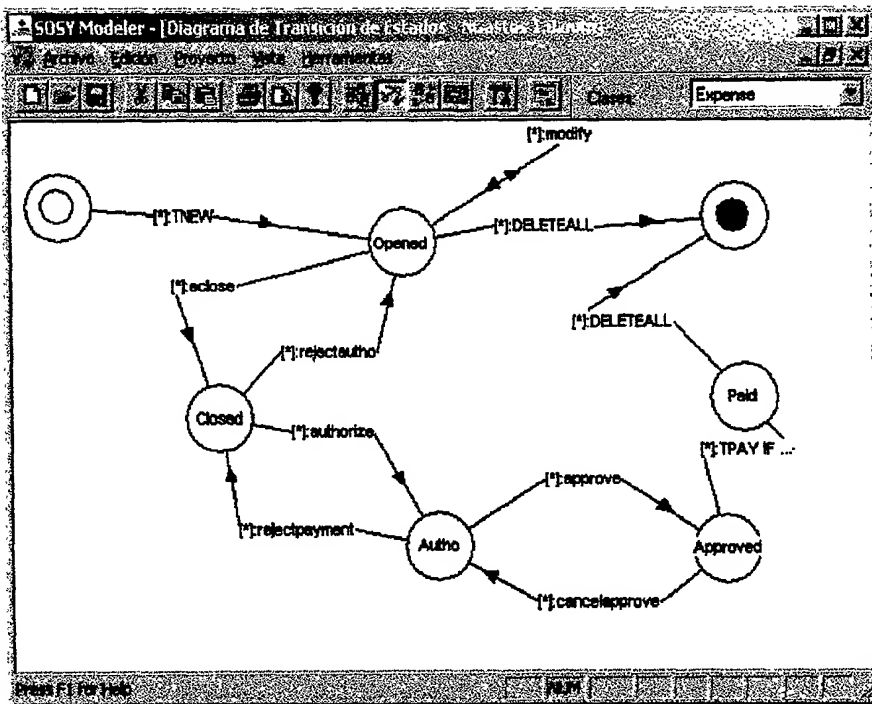 SOSY Modeler - [Diagrama de Transición de Estados
Archivo Edición Proyecto Vista Herramientas
Clases: Expense
[*]:modify
[*]:TNEW
Opened
[*]:DELETEALL
[*]:eclose
[*]:DELETEALL
[*]:rejectautho
Paid
Closed
[*]:authorize
[*]:TPAY IF ...
[*]:approve
[*]:rejectpayment
Autho
Approved
[*]:cancelapprove
Press F1 for Help
NUM